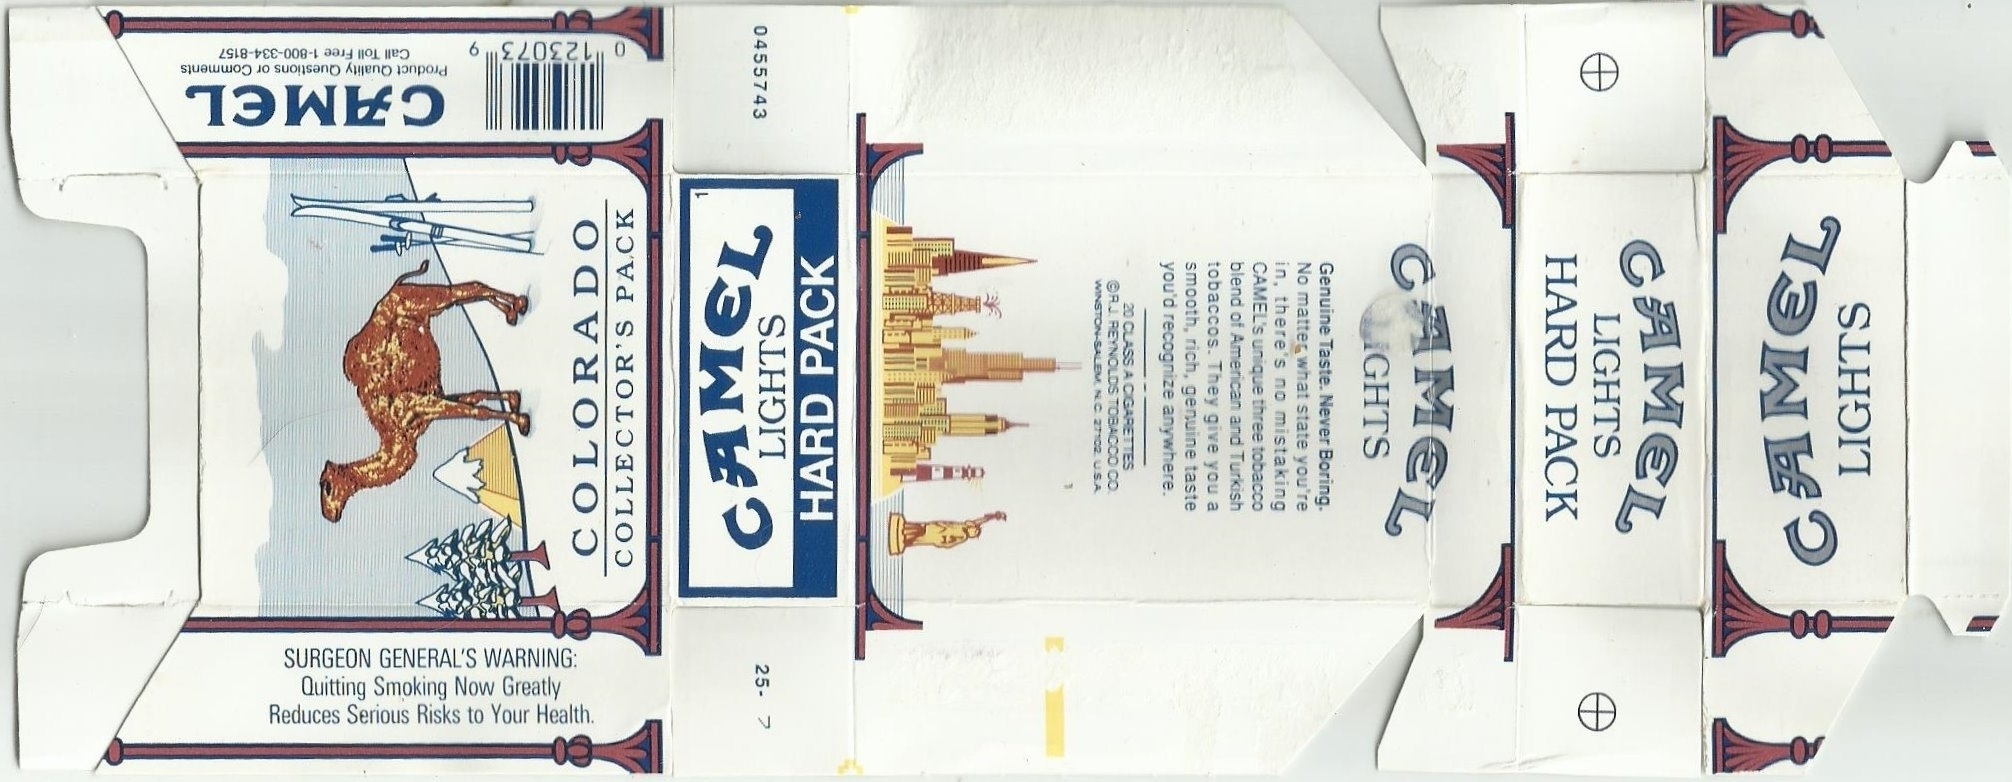 CAMEL
Product Quality Questions or Comments
Call Toll Free 1-800-334-8157
0 123073 9
COLORADO
COLLECTOR'S PACK
SURGEON GENERAL'S WARNING:
Quitting Smoking Now Greatly
Reduces Serious Risks to Your Health.
0455743
1
CAMEL
LIGHTS
HARD PACK
25-
CAMEL
IGHTS
Genuine Taste. Never Boring.
No matter what state you're
in, there's no mistaking
CAMEL's unique three tobacco
blend of American and Turkish
tobaccos. They give you a
smooth, rich, genuine taste
you'd recognize anywhere.
20 CLASS A CIGARETTES
©R.J. REYNOLDS TOBACCO CO.
WINSTON-SALEM, N.C. 27102, U.S.A.
CAMEL
LIGHTS
HARD PACK
CAMEL
LIGHTS